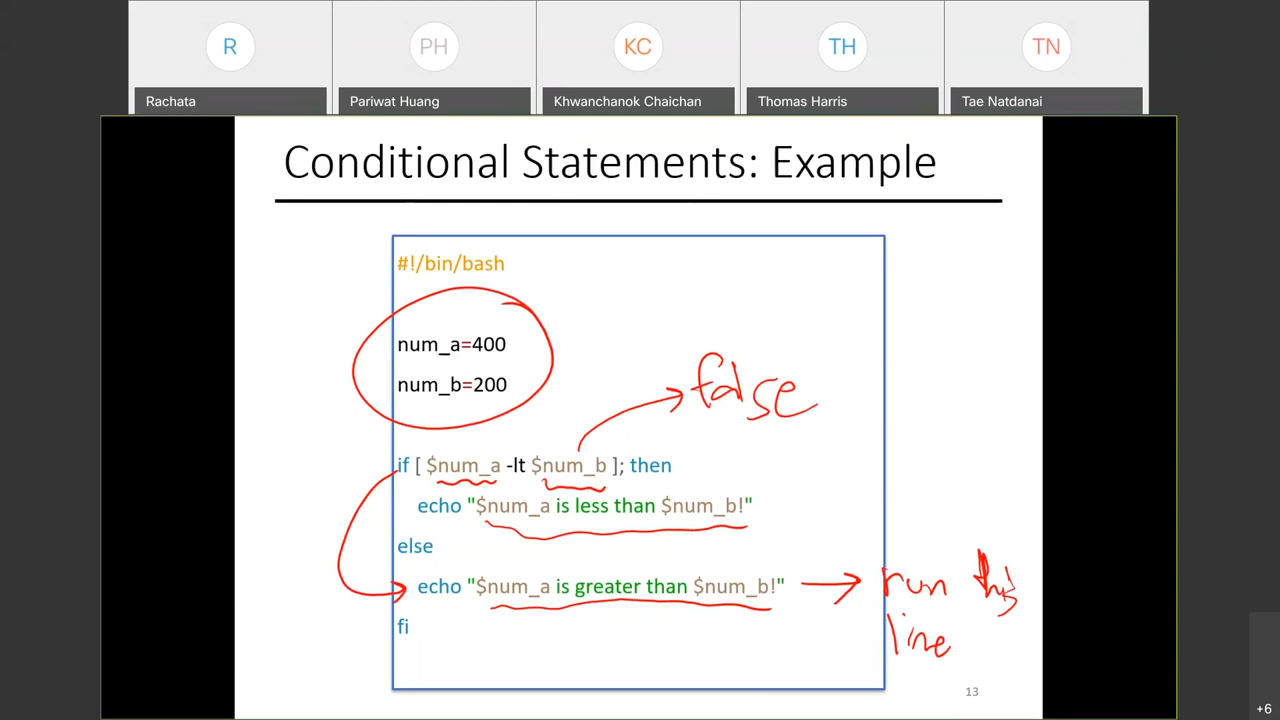 R PH KC TH TN
Rachata Pariwat Huang Khwanchanok Chaichan Thomas Harris Tae Natdanai
Conditional Statements: Example
#!/bin/bash
num_a=400
num_b=200
false
if [ $num_a -lt $num_b ]; then
echo "$num_a is less than $num_b!"
else
echo "$num_a is greater than $num_b!"
run this
line
fi
13
+6